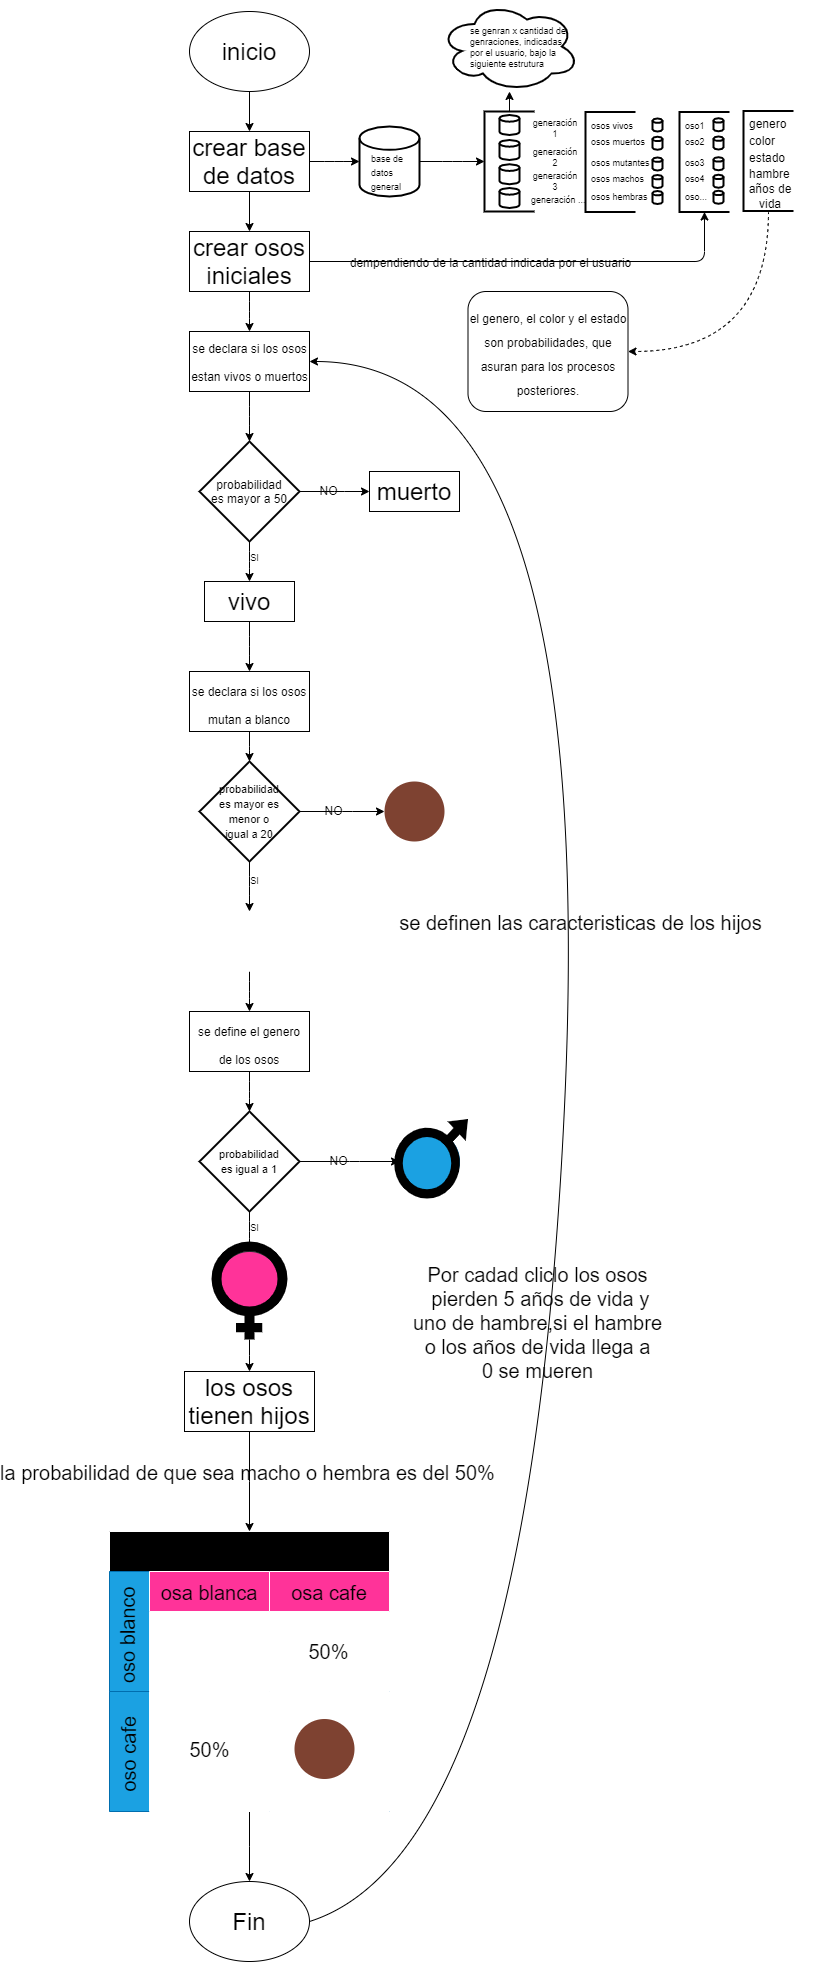 inicio
se genran x cantidad de
genraciones, indicadas
por el usuario, bajo la
siguiente estrutura
crear base
de datos
base de
datos
general
generación
1
generación
2
generación
3
generación ...
osos vivos
osos muertos
osos mutantes
osos machos
osos hembras
oso1
oso2
oso3
oso4
oso...
genero
color
estado
hambre
años de
vida
crear osos
iniciales
dempendiendo de la cantidad indicada por el usuario
el genero, el color y el estado
son probabilidades, que
asuran para los procesos
posteriores.
se declara si los osos
estan vivos o muertos
probabilidad
es mayor a 50
NO
muerto
SI
vivo
se declara si los osos
mutan a blanco
probabilidad
es mayor es
menor o
igual a 20
NO
SI
se definen las caracteristicas de los hijos
se define el genero
de los osos
probabilidad
es igual a 1
NO
SI
Por cadad cliclo los osos
pierden 5 años de vida y
uno de hambre,si el hambre
o los años de vida llega a
0 se mueren
los osos
tienen hijos
la probabilidad de que sea macho o hembra es del 50%
osa blanca
osa cafe
oso blanco
50%
oso cafe
50%
Fin